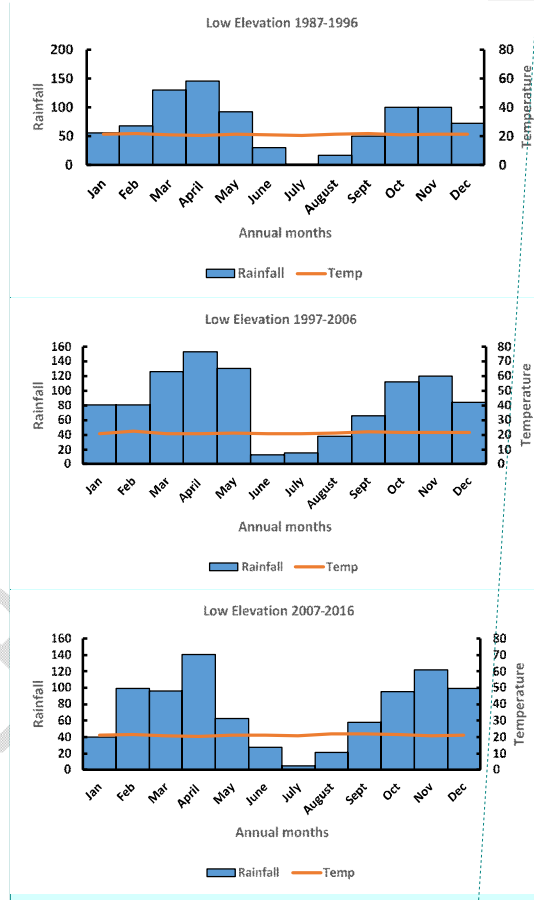 Low Elevation 1987-1996
200
150
100
50
0
80
60
40
20
0
Rainfall
Temperature
Jan Feb Mar April May June July August Sept Oct Nov Dec
Annual months
Rainfall Temp
Low Elevation 1997-2006
160
140
120
100
80
60
40
20
0
80
70
60
50
40
30
20
10
0
Rainfall
Temperature
Jan Feb Mar April May June July August Sept Oct Nov Dec
Annual months
Rainfall Temp
Low Elevation 2007-2016
160
140
120
100
80
60
40
20
0
80
70
60
50
40
30
20
10
0
Rainfall
Temperature
Jan Feb Mar April May June July August Sept Oct Nov Dec
Annual months
Rainfall Temp